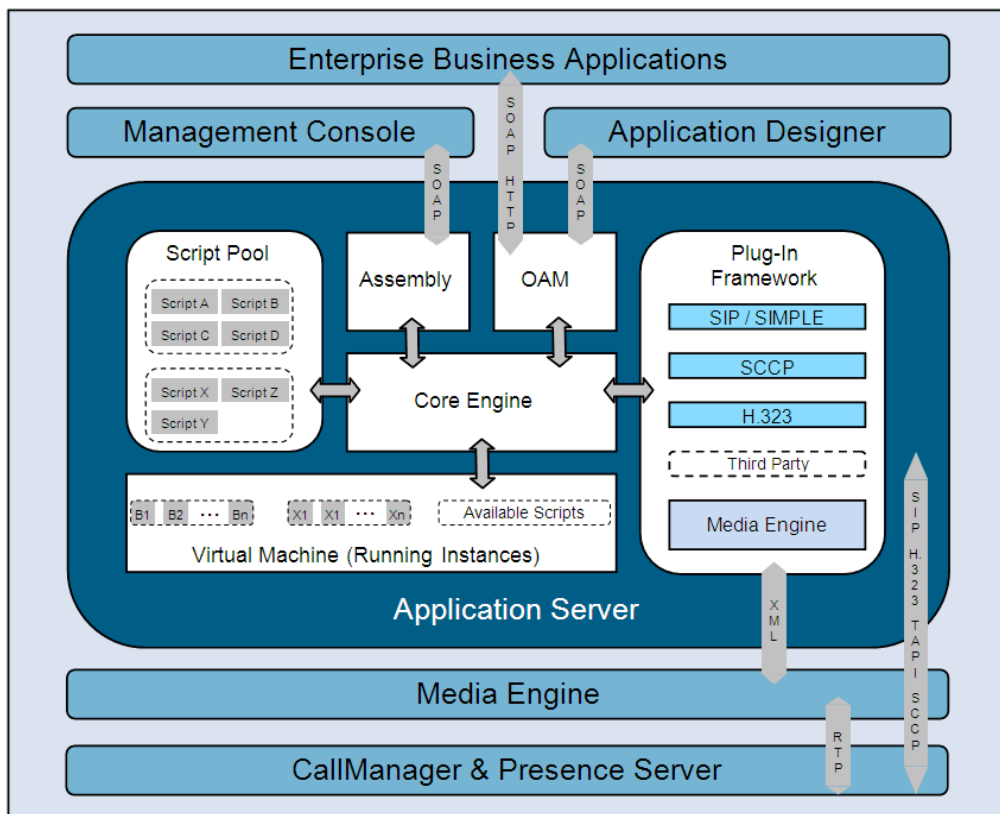 Enterprise Business Applications
Management Console
Application Designer
SOAP
SOAP HTTP
SOAP
Script Pool
Script A
Script B
Script C
Script D
Script X
Script Z
Script Y
Assembly
OAM
Core Engine
Plug-In
Framework
SIP / SIMPLE
SCCP
H.323
Third Party
Media Engine
B1 B2 ... Bn
X1 X1 ... Xn
Available Scripts
Virtual Machine (Running Instances)
Application Server
XML
SIP H.323 TAPI SCCP
Media Engine
RTP
CallManager & Presence Server